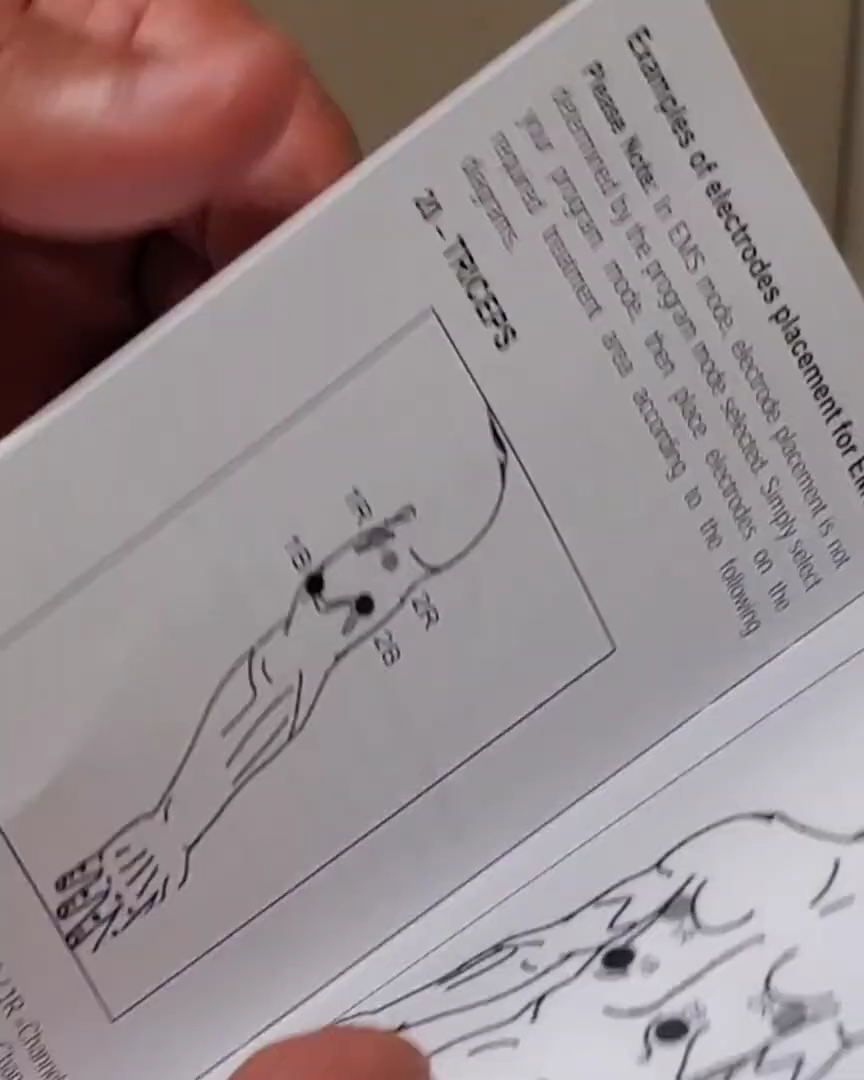 Examples of electrodes placement for
Please Note: In EMS mode, electrode placement is not
determined by the program mode selected. Simply select
your program mode, then place electrodes on the
required treatment area according to the following
diagrams.
20 - TRICEPS
1R
1B
2R
2B